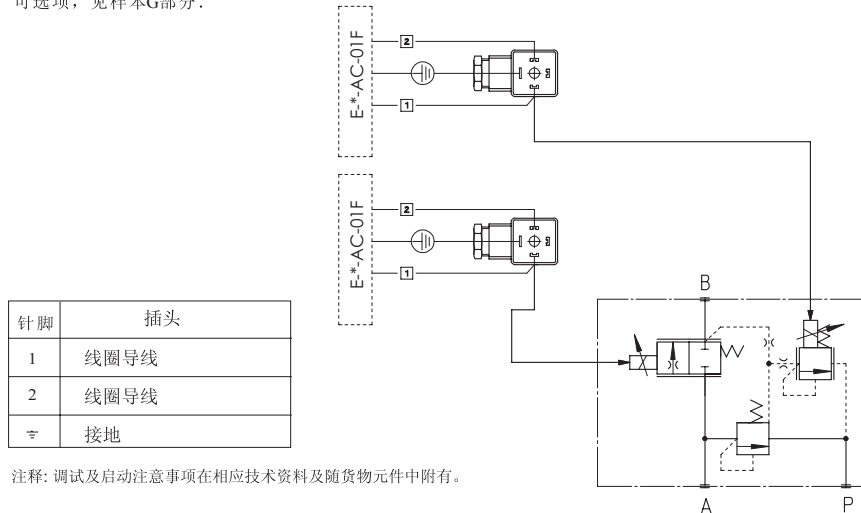 可选项，见样本G部分.
E-*-AC-01F
2
1
E-*-AC-01F
2
1
B
A
P
针脚 插头
1 线圈导线
2 线圈导线
接地
注释: 调试及启动注意事项在相应技术资料及随货物元件中附有。